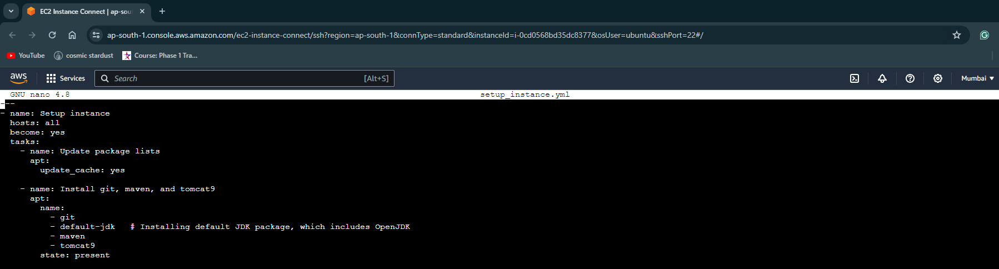 EC2 Instance Connect | ap-sou
ap-south-1.console.aws.amazon.com/ec2-instance-connect/ssh?region=ap-south-1&connType=standard&instanceId=i-0cd0568bd35dc8377&osUser=ubuntu&sshPort=22#/
YouTube cosmic stardust Course: Phase 1 Tra...
aws Services Search [Alt+S] Mumbai
GNU nano 4.8 setup_instance.yml
---
- name: Setup instance
  hosts: all
  become: yes
  tasks:
    - name: Update package lists
      apt:
        update_cache: yes
    - name: Install git, maven, and tomcat9
      apt:
        name:
          - git
          - default-jdk   # Installing default JDK package, which includes OpenJDK
          - maven
          - tomcat9
        state: present